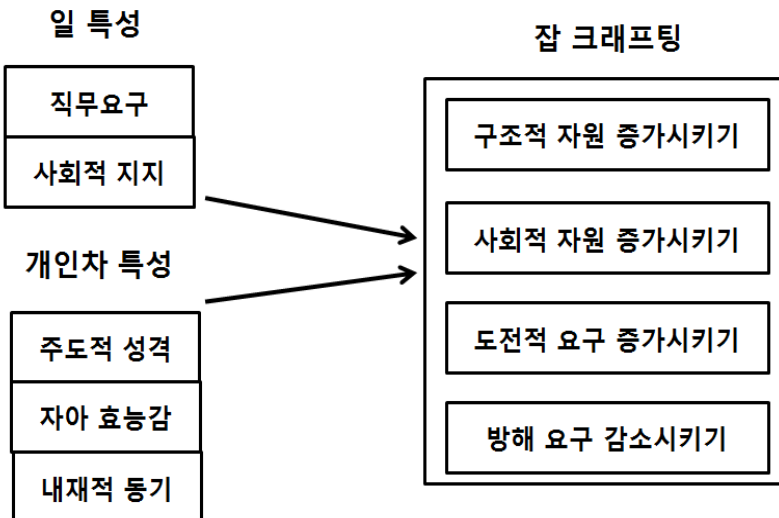 일 특성
직무요구
사회적 지지
개인차 특성
주도적 성격
자아 효능감
내재적 동기
잡 크래프팅
구조적 자원 증가시키기
사회적 자원 증가시키기
도전적 요구 증가시키기
방해 요구 감소시키기